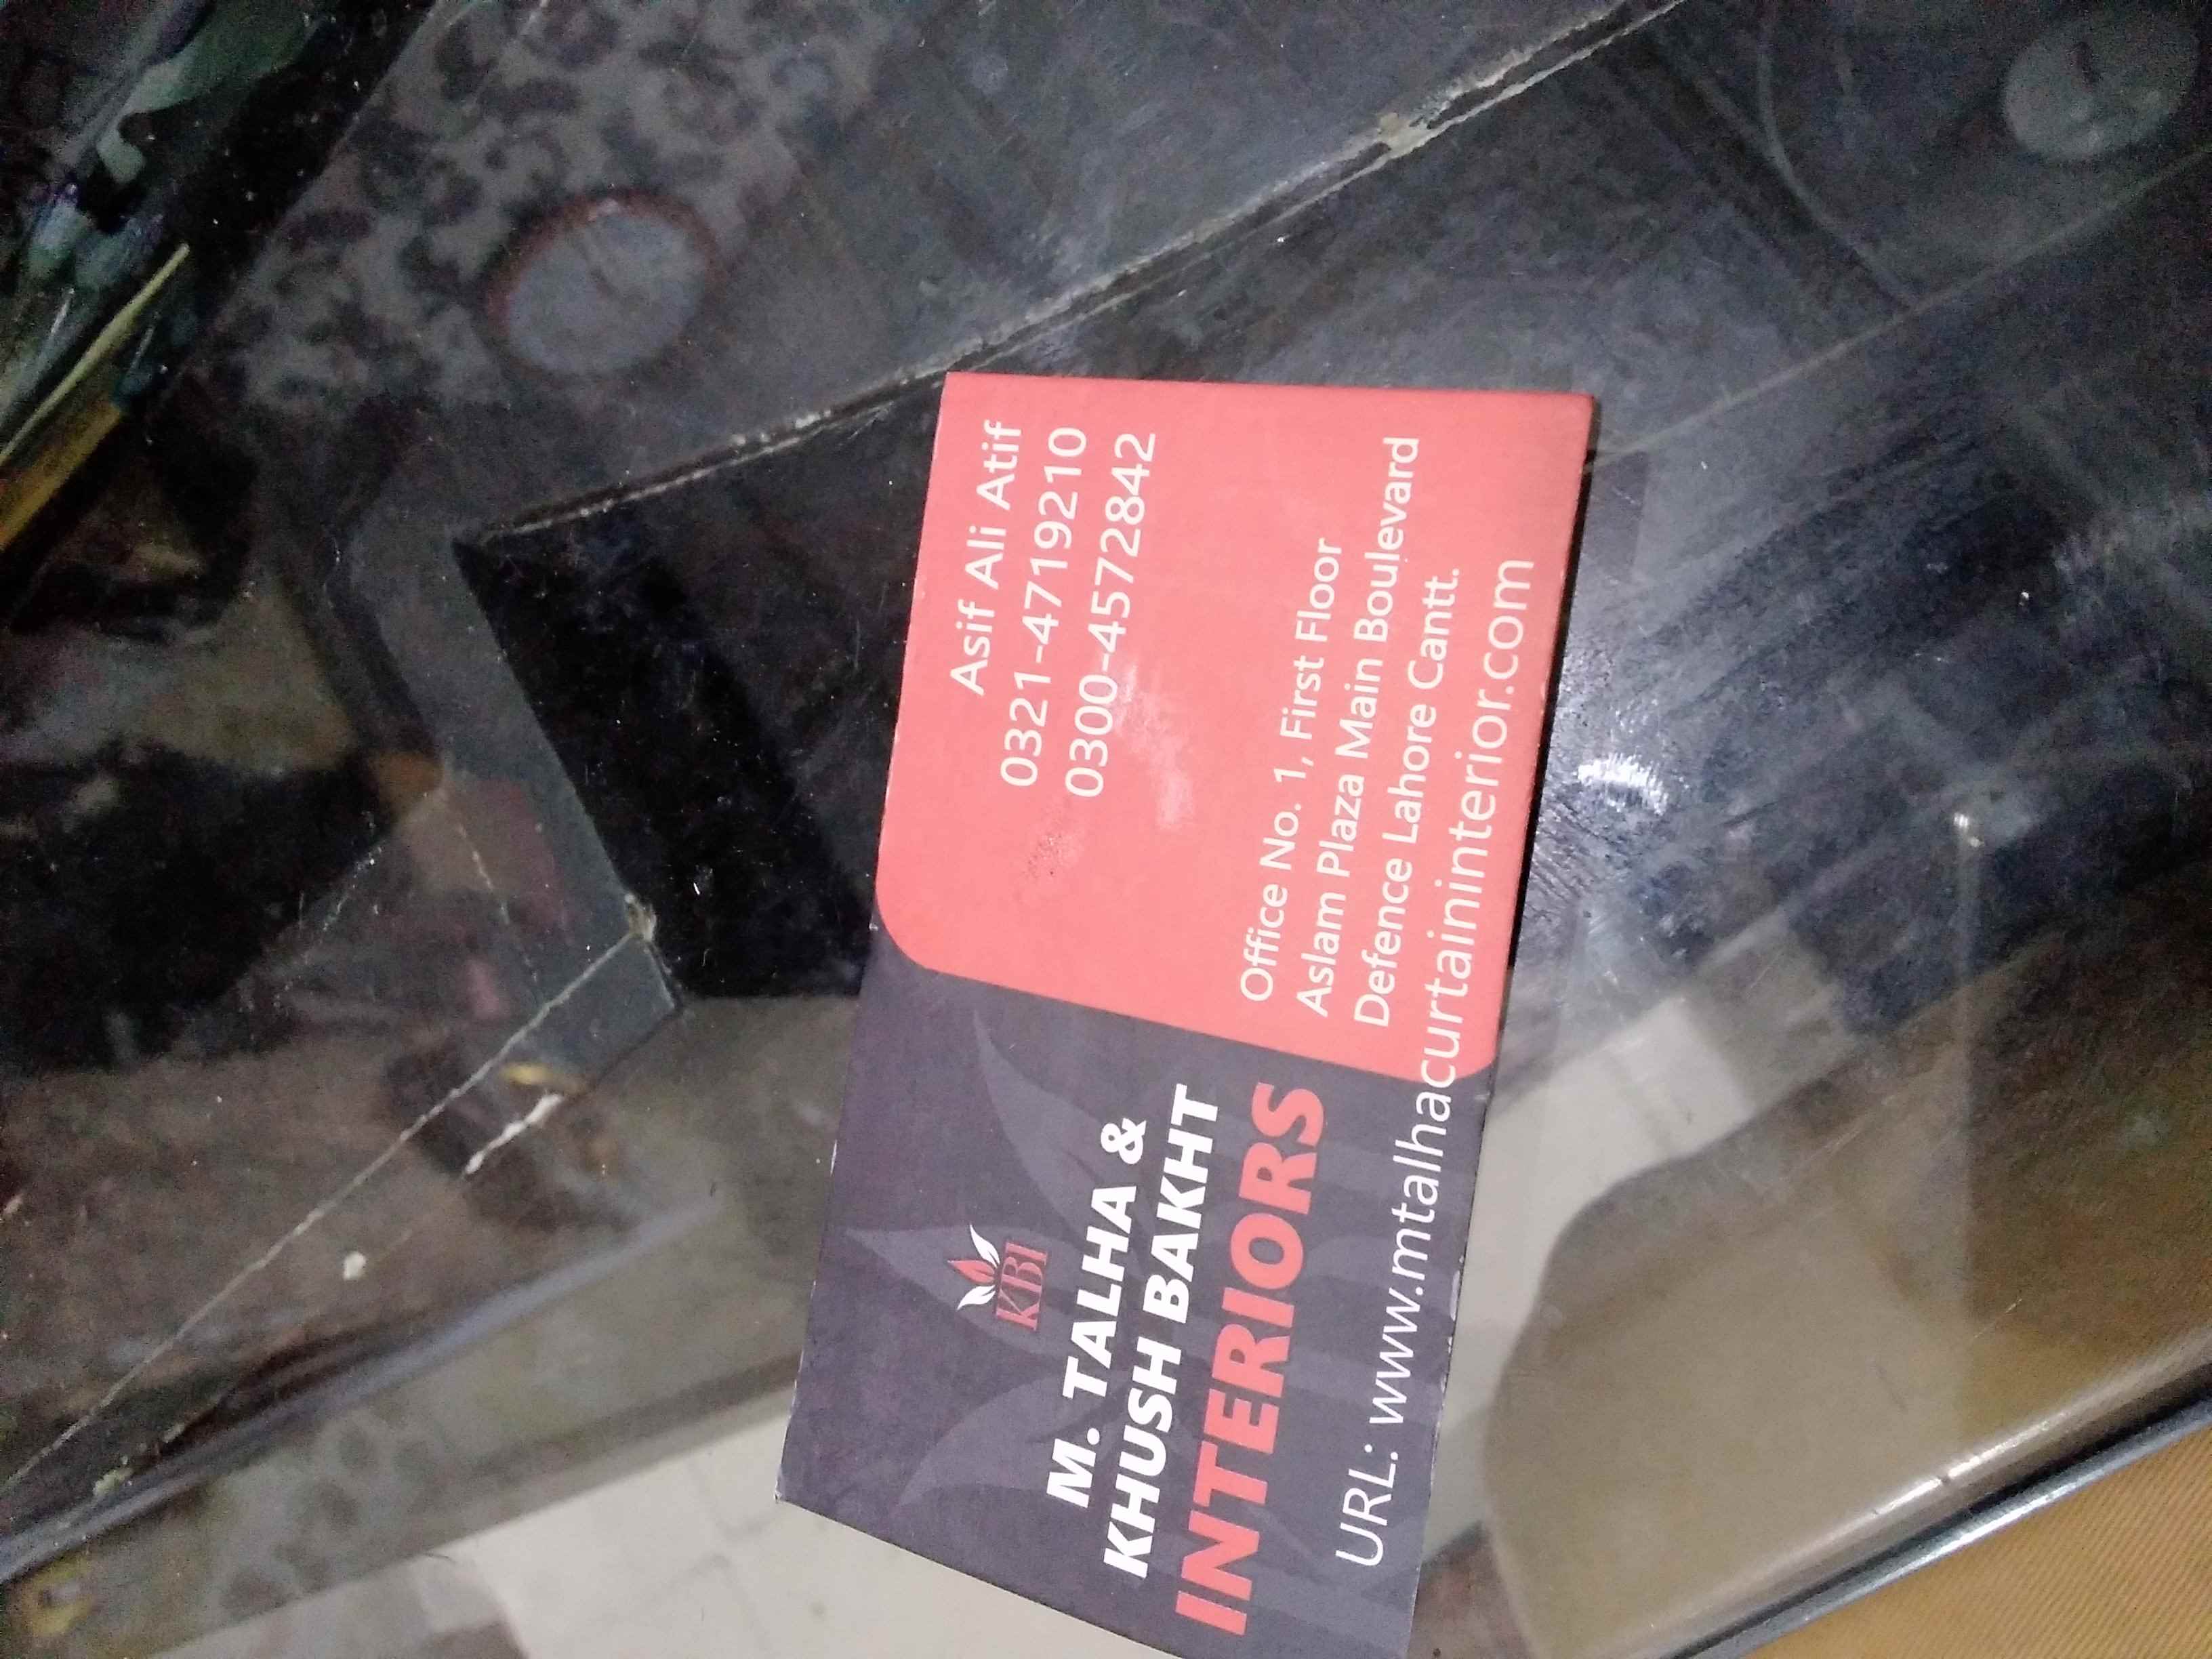 KBI
M. TALHA &
KHUSH BAKHT
INTERIORS
Asif Ali Atif
0321-4719210
0300-4572842
Office No. 1, First Floor
Aslam Plaza Main Boulevard
Defence Lahore Cantt.
URL: www.mtalhacurtaininterior.com